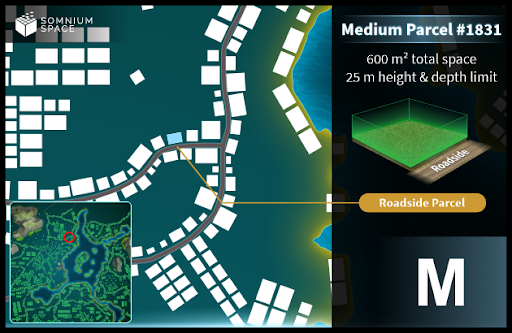 SOMNIUM
SPACE
Medium Parcel #1831
600 m² total space
25 m height & depth limit
Roadside
Roadside Parcel
M